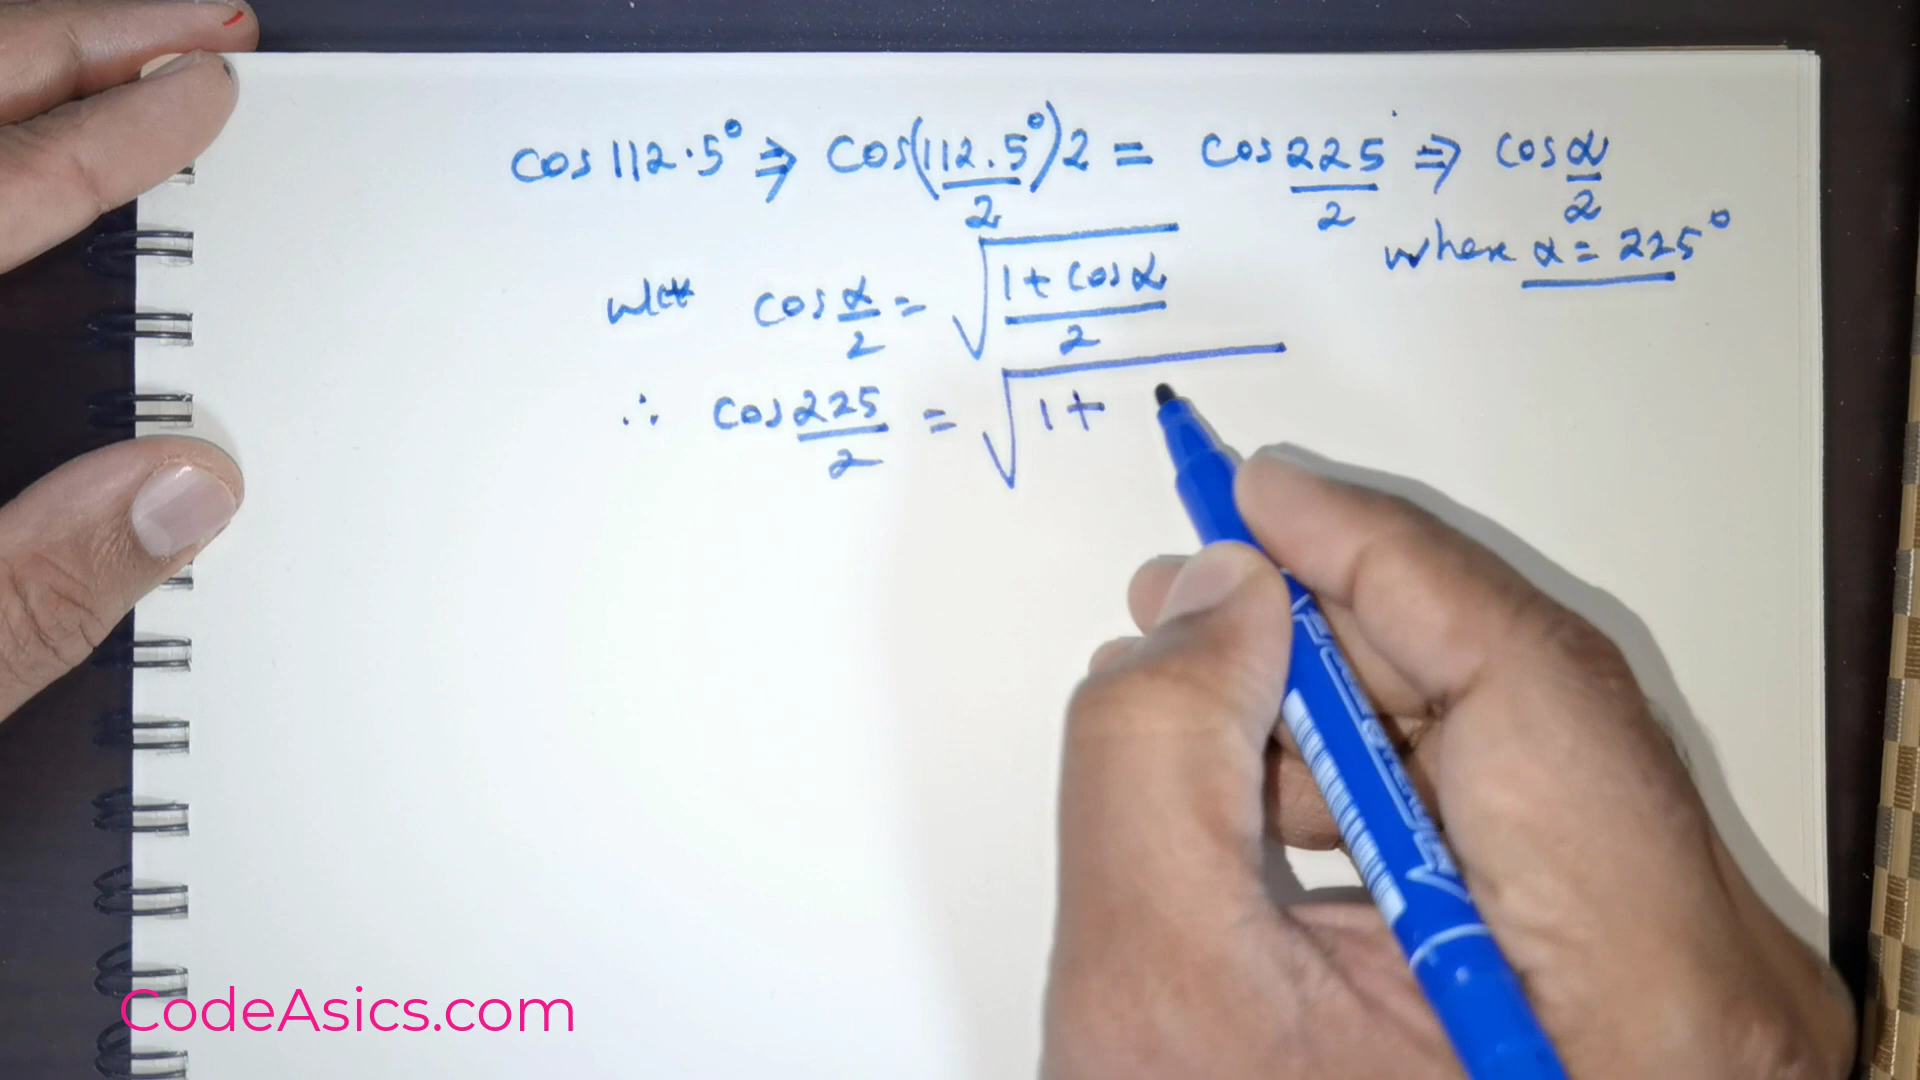 cos 112.5° ⇒ cos(112.5°/2)2 = cos 225/2 ⇒ cos α/2
where α = 225°
wkt cos α/2 = √((1 + cos α)/2)
∴ cos 225/2 = √(1 +
CodeAsics.com